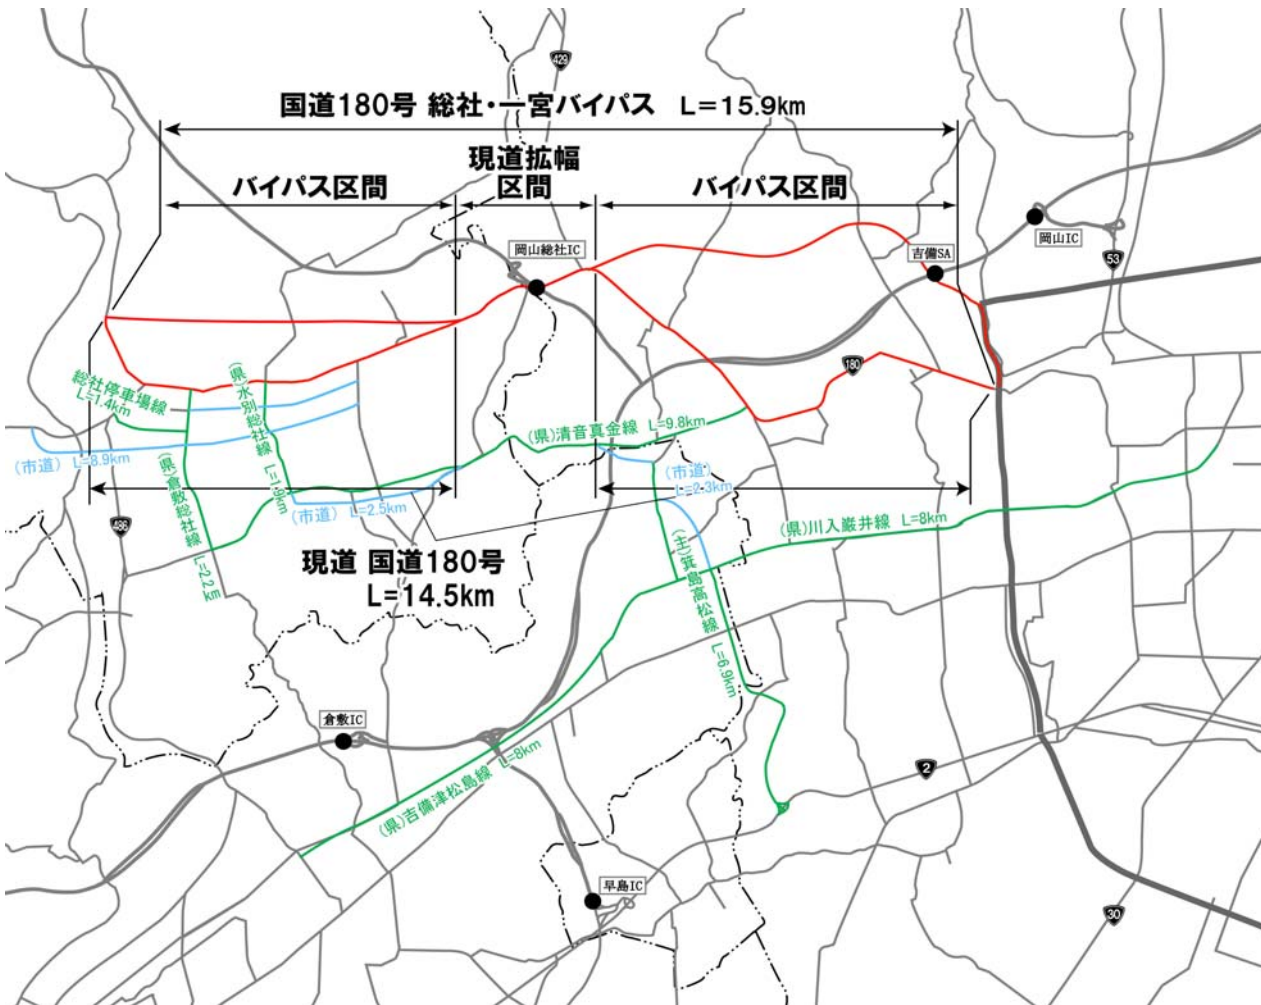 429
国道180号 総社・一宮バイパス L=15.9km
現道拡幅
区間
バイパス区間
バイパス区間
岡山総社IC
吉備SA
岡山IC
53
180
総社停車場線
L=1.4km
(県)水別総社線 L=1.9km
(県)清音真金線 L=9.8km
(市道) L=8.9km
(県)倉敷総社線 L=2.2km
(市道)
L=2.3km
(市道) L=2.5km
486
(県)川入巌井線 L=8km
(主)箕島高松線 L=6.9km
現道 国道180号
L=14.5km
倉敷IC
(県)吉備津松島線 L=8km
2
早島IC
30